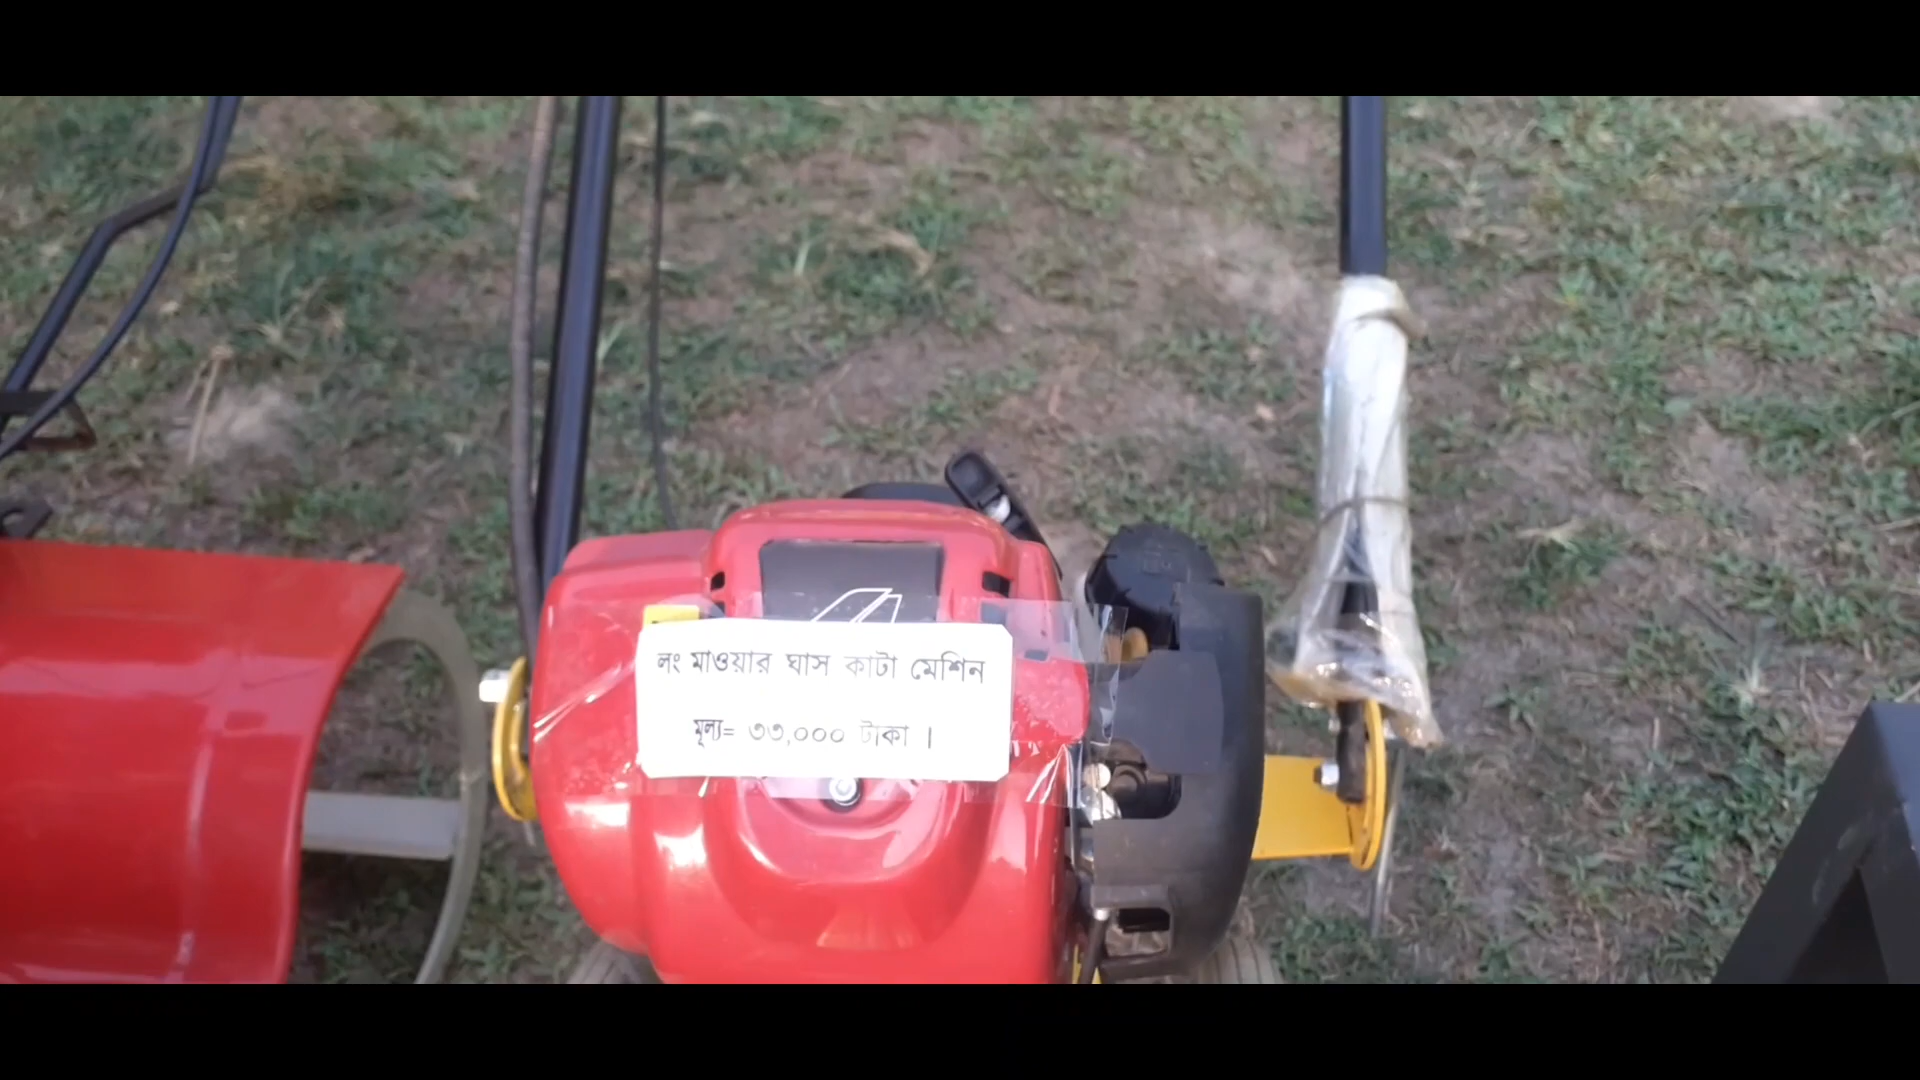 লং মাওয়ার ঘাস কাটা মেশিন
মূল্য= ৩৩,০০০ টাকা ।